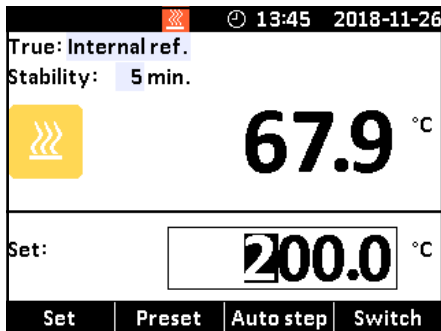 13:45 2018-11-26
True: Internal ref.
Stability: 5 min.
67.9 °C
Set: 200.0 °C
Set Preset Auto step Switch